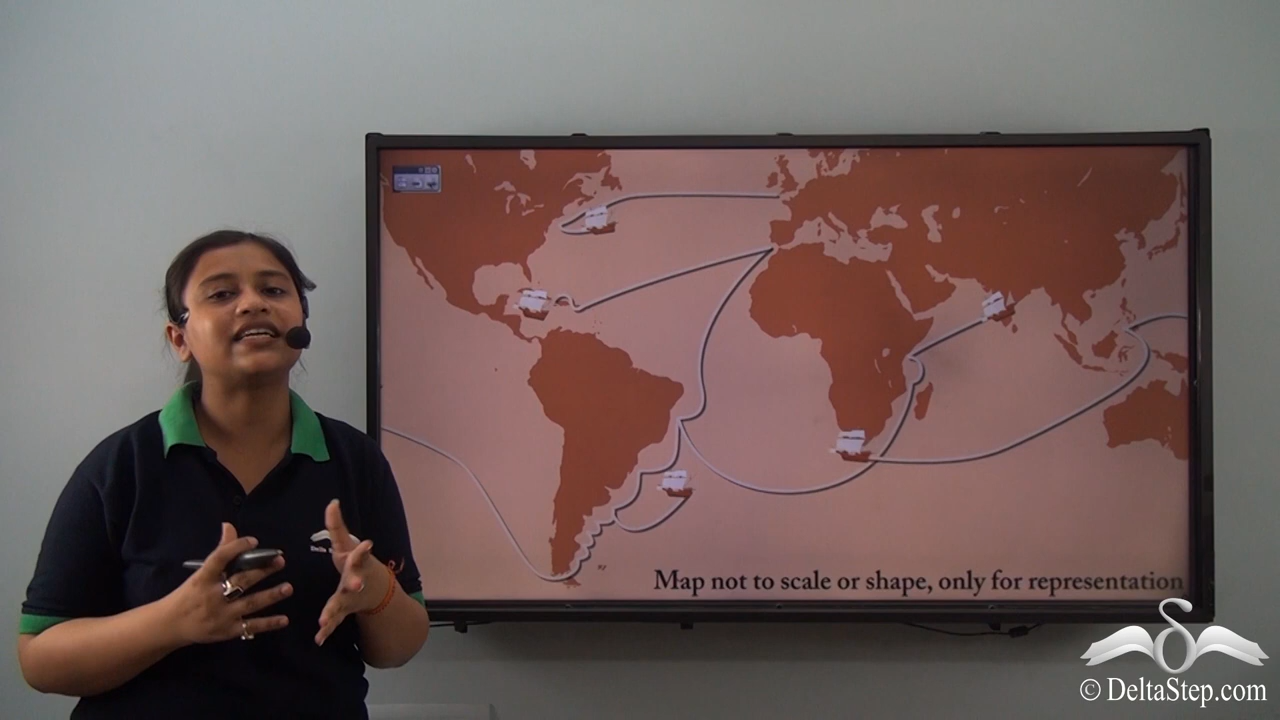 Map not to scale or shape, only for representation
© DeltaStep.com